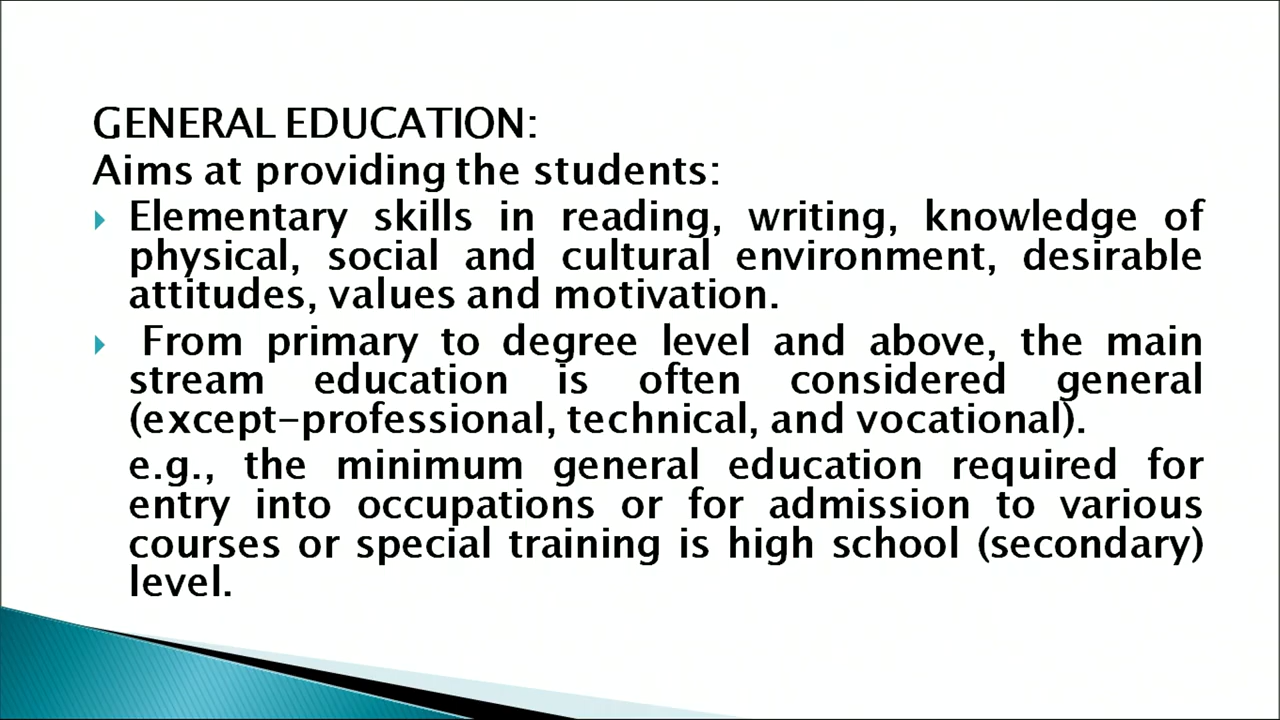 GENERAL EDUCATION:
Aims at providing the students:
Elementary skills in reading, writing, knowledge of
physical, social and cultural environment, desirable
attitudes, values and motivation.
From primary to degree level and above, the main
stream education is often considered general
(except-professional, technical, and vocational).
e.g., the minimum general education required for
entry into occupations or for admission to various
courses or special training is high school (secondary)
level.